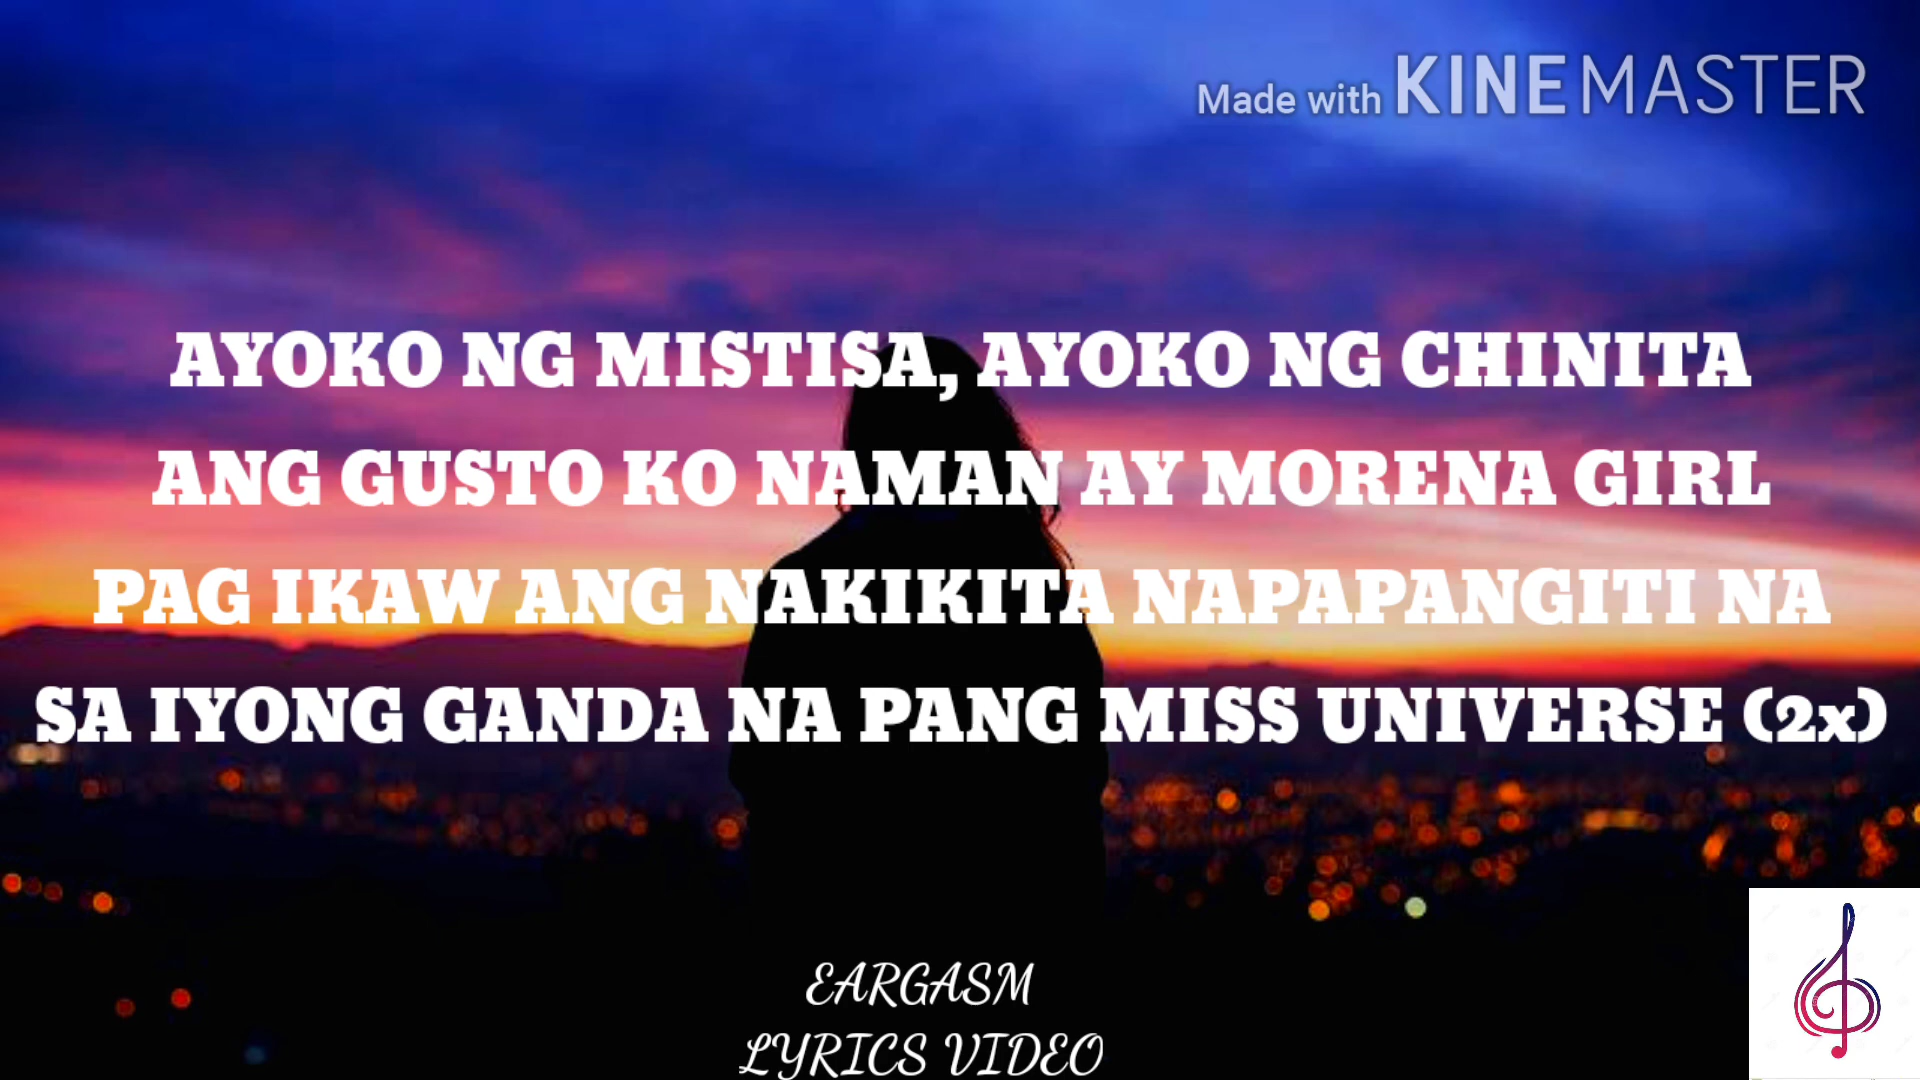 Made with KINEMASTER
AYOKO NG MISTISA, AYOKO NG CHINITA
ANG GUSTO KO NAMAN AY MORENA GIRL
PAG IKAW ANG NAKIKITA NAPAPANGITI NA
SA IYONG GANDA NA PANG MISS UNIVERSE (2x)
EARGASM
LYRICS VIDEO